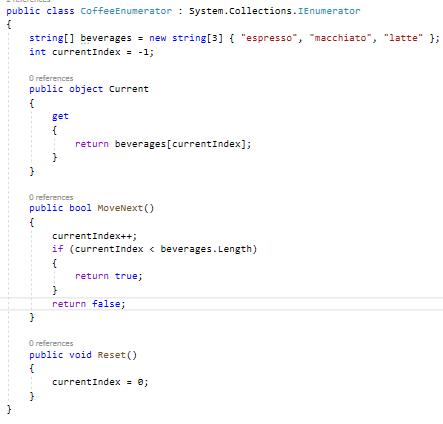 2 references
public class CoffeeEnumerator : System.Collections.IEnumerator
{
string[] beverages = new string[3] { "espresso", "macchiato", "latte" };
int currentIndex = -1;
0 references
public object Current
{
get
{
return beverages[currentIndex];
}
}
0 references
public bool MoveNext()
{
currentIndex++;
if (currentIndex < beverages.Length)
{
return true;
}
return false;
}
0 references
public void Reset()
{
currentIndex = 0;
}
}